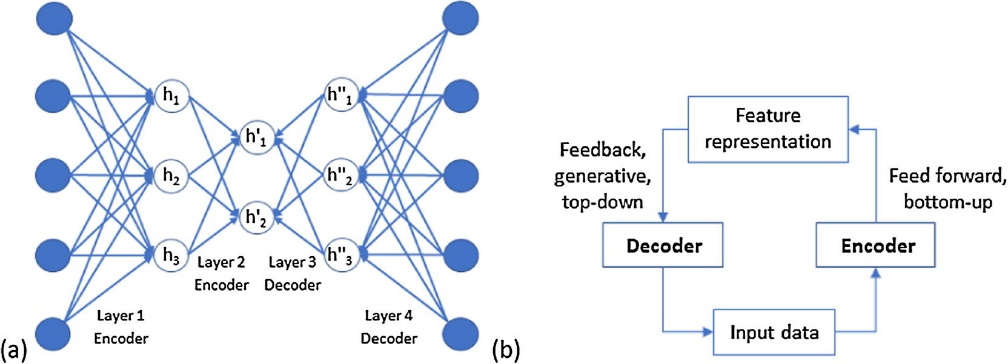 h1
h2
h3
h'1
h'2
h"1
h"2
h"3
Layer 1
Encoder
Layer 2
Encoder
Layer 3
Decoder
Layer 4
Decoder
(a)
Feature
representation
Feedback,
generative,
top-down
Feed forward,
bottom-up
Decoder
Encoder
Input data
(b)